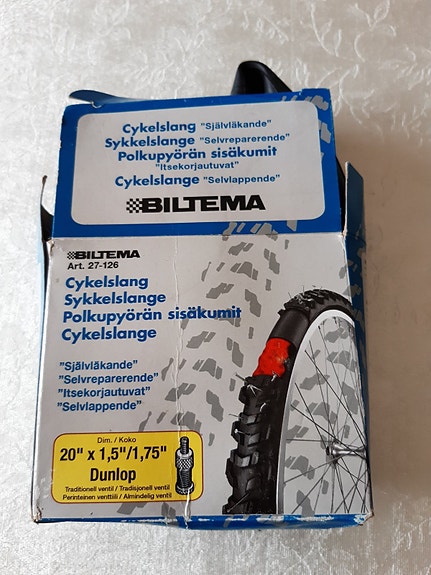 Cykelslang "Självläkande"
Sykkelslange "Selvreparerende"
Polkupyörän sisäkumit
"Itsekorjautuvat"
Cykelslange "Selvlappende"
BILTEMA
BILTEMA
Art. 27-126
Cykelslang
Sykkelslange
Polkupyörän sisäkumit
Cykelslange
"Självläkande"
"Selvreparerende"
"Itsekorjautuvat"
"Selvlappende"
Dim. / Koko
20" x 1,5"/1,75"
Dunlop
Traditionell ventil / Tradisjonell ventil
Perinteinen venttiili / Almindelig ventil